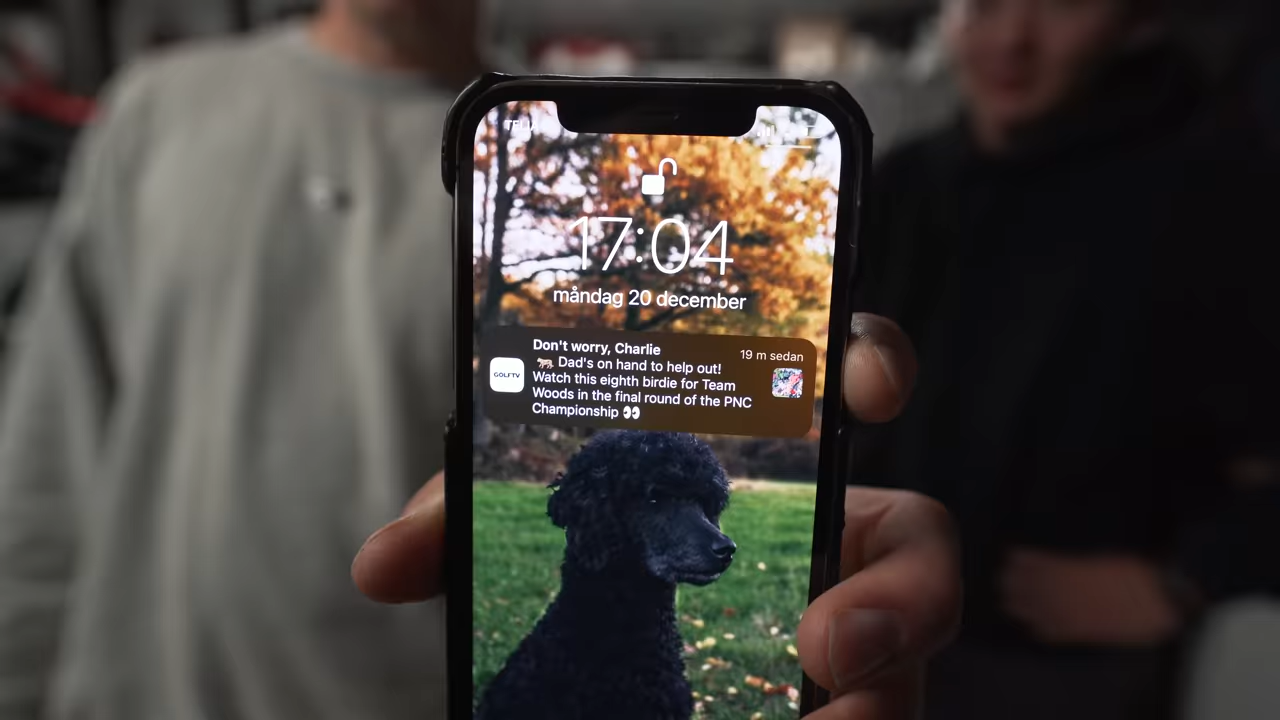 17:04
måndag 20 december
Don't worry, Charlie
19 m sedan
🐅 Dad's on hand to help out!
Watch this eighth birdie for Team
Woods in the final round of the PNC
Championship 👀
GOLFTV